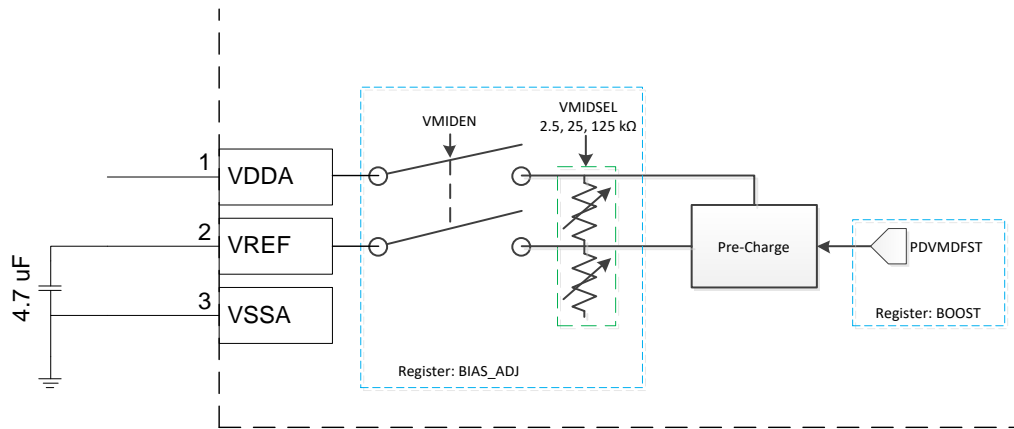 VMIDEN
VMIDSEL
2.5, 25, 125 kΩ
1
VDDA
2
VREF
3
VSSA
4.7 uF
Pre-Charge
PDVMDFST
Register: BOOST
Register: BIAS_ADJ